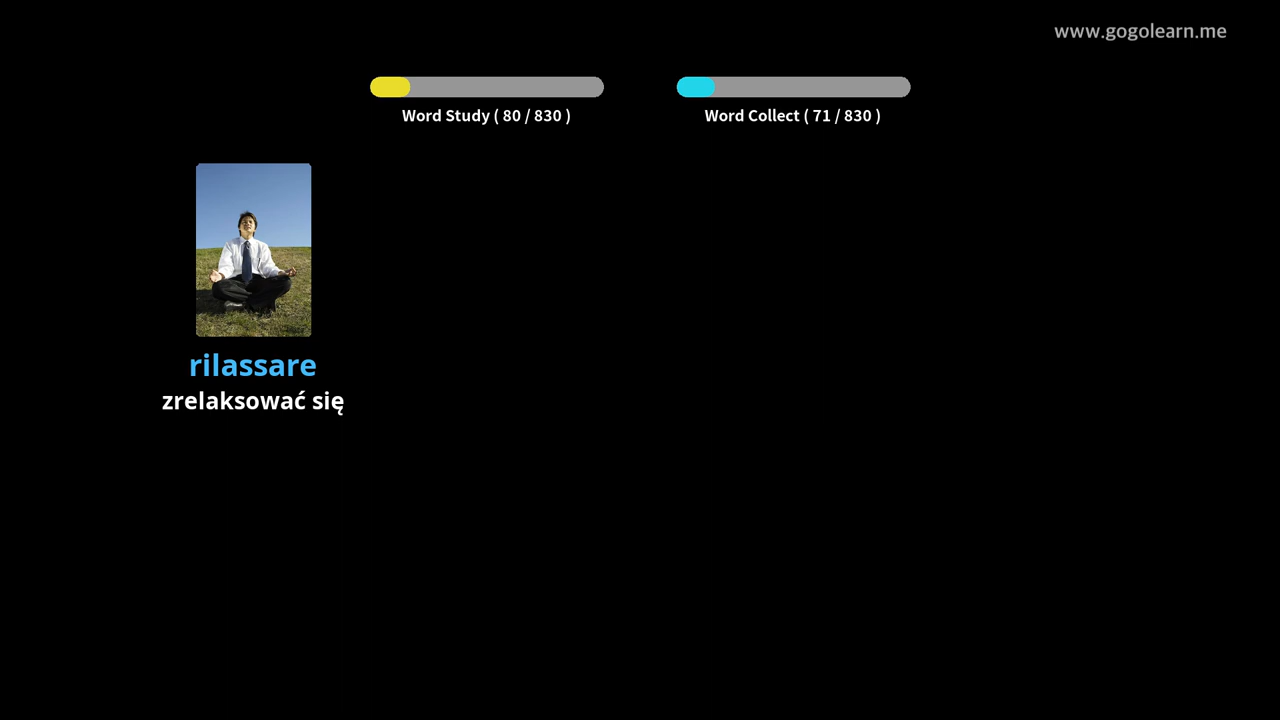 www.gogolearn.me
Word Study ( 80 / 830 )
Word Collect ( 71 / 830 )
rilassare
zrelaksować się